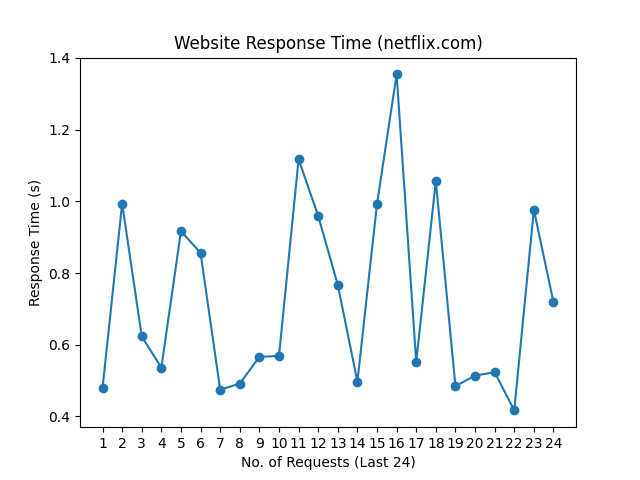 Website Response Time (netflix.com)
1.4
1.2
1.0
0.8
0.6
0.4
Response Time (s)
1 2 3 4 5 6 7 8 9 10 11 12 13 14 15 16 17 18 19 20 21 22 23 24
No. of Requests (Last 24)